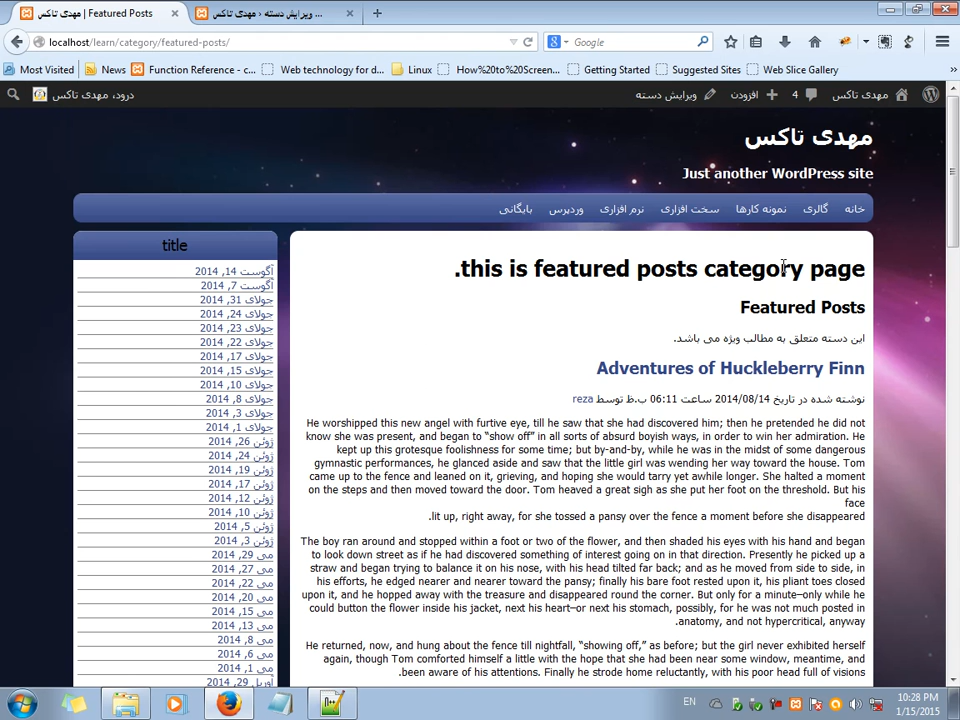 مهدی تاکس | Featured Posts
ویرایش دسته ‹ مهدی تاکس ...
localhost/learn/category/featured-posts/
Google
Most Visited
News
Function Reference - c...
Web technology for d...
Linux
How%20to%20Screen...
Getting Started
Suggested Sites
Web Slice Gallery
مهدی تاکس
4
افزودن
ویرایش دسته
درود، مهدی تاکس
مهدی تاکس
Just another WordPress site
خانه
گالری
نمونه کارها
سخت افزاری
نرم افزاری
وردپرس
بایگانی
.this is featured posts category page
Featured Posts
این دسته متعلق به مطالب ویژه می باشد.
Adventures of Huckleberry Finn
نوشته شده در تاریخ 2014/08/14 ساعت 06:11 ب.ظ توسط reza
He worshipped this new angel with furtive eye, till he saw that she had discovered him; then he pretended he did not
know she was present, and began to “show off” in all sorts of absurd boyish ways, in order to win her admiration. He
kept up this grotesque foolishness for some time; but by-and-by, while he was in the midst of some dangerous
gymnastic performances, he glanced aside and saw that the little girl was wending her way toward the house. Tom
came up to the fence and leaned on it, grieving, and hoping she would tarry yet awhile longer. She halted a moment
on the steps and then moved toward the door. Tom heaved a great sigh as she put her foot on the threshold. But his
face
.lit up, right away, for she tossed a pansy over the fence a moment before she disappeared
The boy ran around and stopped within a foot or two of the flower, and then shaded his eyes with his hand and began
to look down street as if he had discovered something of interest going on in that direction. Presently he picked up a
straw and began trying to balance it on his nose, with his head tilted far back; and as he moved from side to side, in
his efforts, he edged nearer and nearer toward the pansy; finally his bare foot rested upon it, his pliant toes closed
upon it, and he hopped away with the treasure and disappeared round the corner. But only for a minute–only while he
could button the flower inside his jacket, next his heart–or next his stomach, possibly, for he was not much posted in
.anatomy, and not hypercritical, anyway
He returned, now, and hung about the fence till nightfall, “showing off,” as before; but the girl never exhibited herself
again, though Tom comforted himself a little with the hope that she had been near some window, meantime, and
.been aware of his attentions. Finally he strode home reluctantly, with his poor head full of visions
title
آگوست 14, 2014
آگوست 7, 2014
جولای 31, 2014
جولای 24, 2014
جولای 23, 2014
جولای 22, 2014
جولای 17, 2014
جولای 10, 2014
جولای 8, 2014
جولای 3, 2014
جولای 1, 2014
ژوئن 26, 2014
ژوئن 24, 2014
ژوئن 19, 2014
ژوئن 17, 2014
ژوئن 12, 2014
ژوئن 10, 2014
ژوئن 5, 2014
ژوئن 3, 2014
می 29, 2014
می 27, 2014
می 22, 2014
می 20, 2014
می 15, 2014
می 13, 2014
می 8, 2014
می 6, 2014
می 1, 2014
آوریل 29, 2014
EN
10:28 PM
1/15/2015